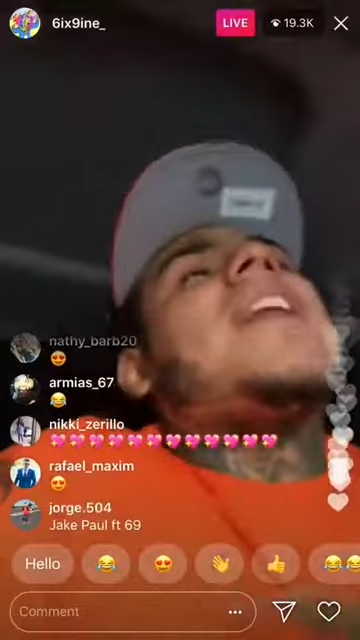 6ix9ine_
LIVE
19.3K
nathy_barb20
😍
armias_67
😂
nikki_zerillo
💖💖💖💖💖💖💖💖💖💖💖💖
rafael_maxim
😍
jorge.504
Jake Paul ft 69
Hello 😂 😍 👋 👍 😂😂
Comment